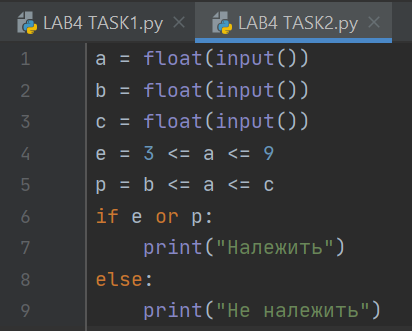 LAB4 TASK1.py LAB4 TASK2.py
1 a = float(input())
2 b = float(input())
3 c = float(input())
4 e = 3 <= a <= 9
5 p = b <= a <= c
6 if e or p:
7 print("Належить")
8 else:
9 print("Не належить")